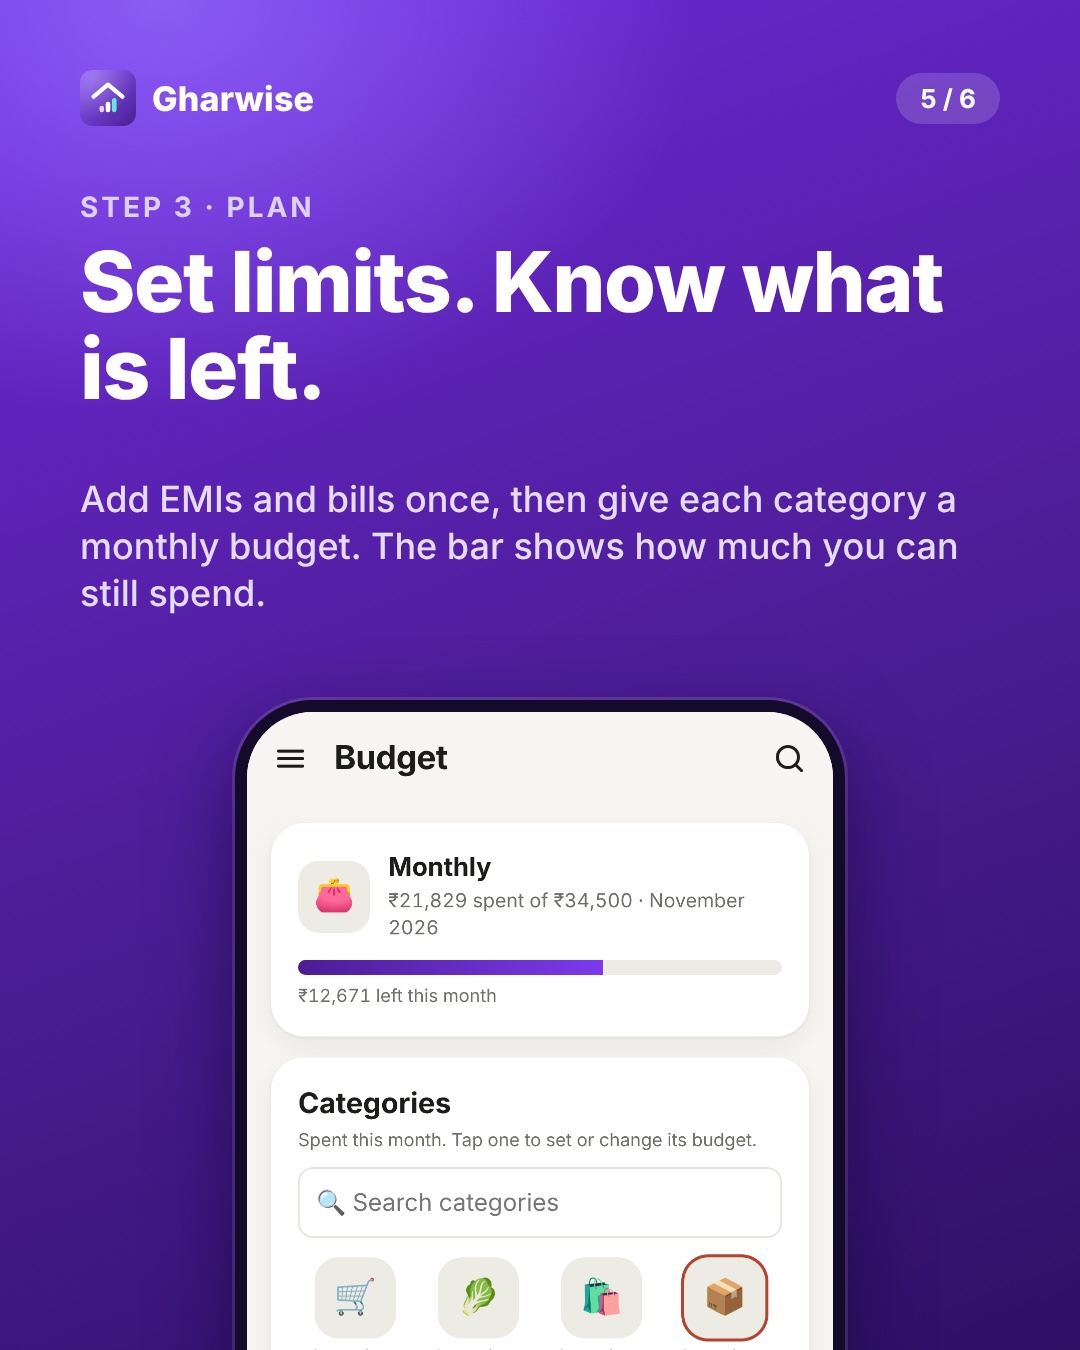 Gharwise
5 / 6
STEP 3 · PLAN
Set limits. Know what
is left.
Add EMIs and bills once, then give each category a
monthly budget. The bar shows how much you can
still spend.
Budget
Monthly
₹21,829 spent of ₹34,500 · November
2026
₹12,671 left this month
Categories
Spent this month. Tap one to set or change its budget.
Search categories